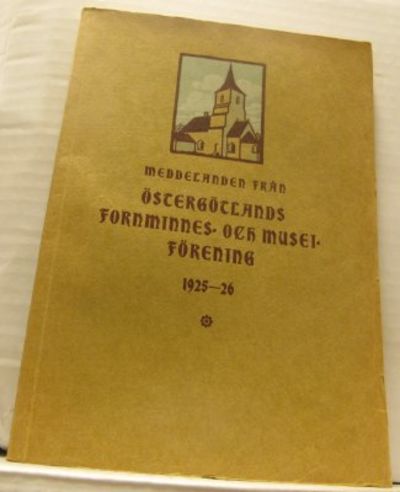 MEDDELANDEN FRÅN
ÖSTERGÖTLANDS
FORNMINNES- OCH MUSEI-
FÖRENING
1925—26